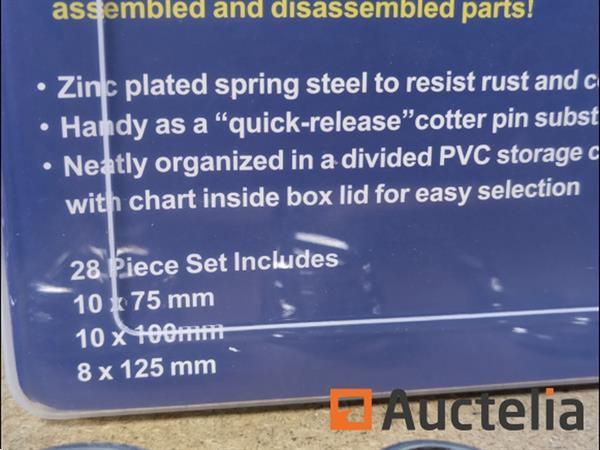 assembled and disassembled parts!
• Zinc plated spring steel to resist rust and
• Handy as a “quick-release”cotter pin
• Neatly organized in a divided PVC storage
with chart inside box lid for easy selection
28 Piece Set Includes
10 x 75 mm
10 x 100mm
8 x 125 mm
Auctelia